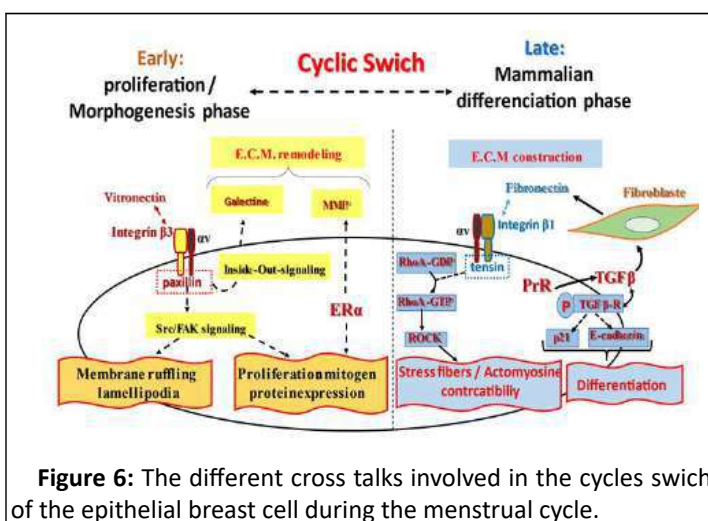 Early:
proliferation/
Morphogenesis phase
Cyclic Swich
Late:
Mammalian
differenciation phase
E.C.M. remodeling
Vitronectin
Galectine
MMP
Integrin β3
αv
paxillin
Inside-Out-signaling
Src/FAK signaling
ERα
Membrane ruffling
lamellipodia
Proliferation mitogen
protein expression
E.C.M construction
Fibronectin
Fibroblaste
αv
Integrin β1
tensin
RhoA-GDP
RhoA-GTP
ROCK
PrR
TGFβ
P
TGFβ-R
p21
E-cadherin
Stress fibers / Actomyosine
contrcatibiliy
Differentiation
Figure 6: The different cross talks involved in the cycles swich
of the epithelial breast cell during the menstrual cycle.